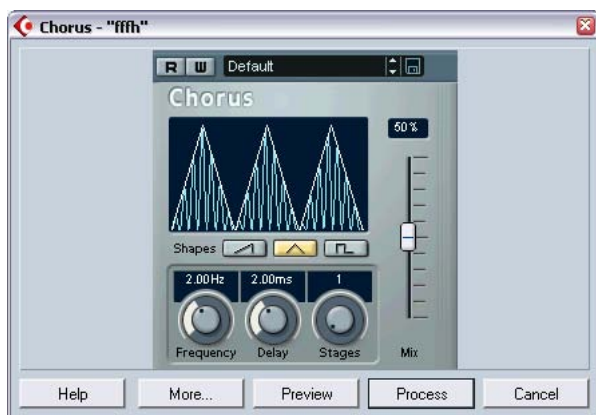 Chorus - "fffh"
R W Default
Chorus
50 %
Shapes
2.00Hz 2.00ms 1
Frequency Delay Stages Mix
Help More... Preview Process Cancel